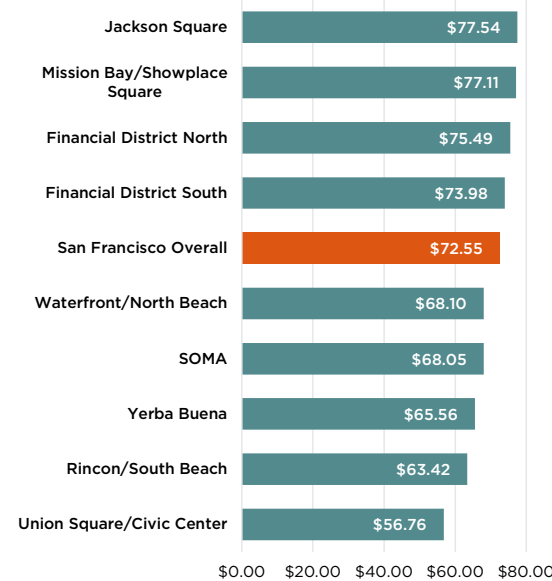 Jackson Square
$77.54
Mission Bay/Showplace
Square
$77.11
Financial District North
$75.49
Financial District South
$73.98
San Francisco Overall
$72.55
Waterfront/North Beach
$68.10
SOMA
$68.05
Yerba Buena
$65.56
Rincon/South Beach
$63.42
Union Square/Civic Center
$56.76
$0.00 $20.00 $40.00 $60.00 $80.00